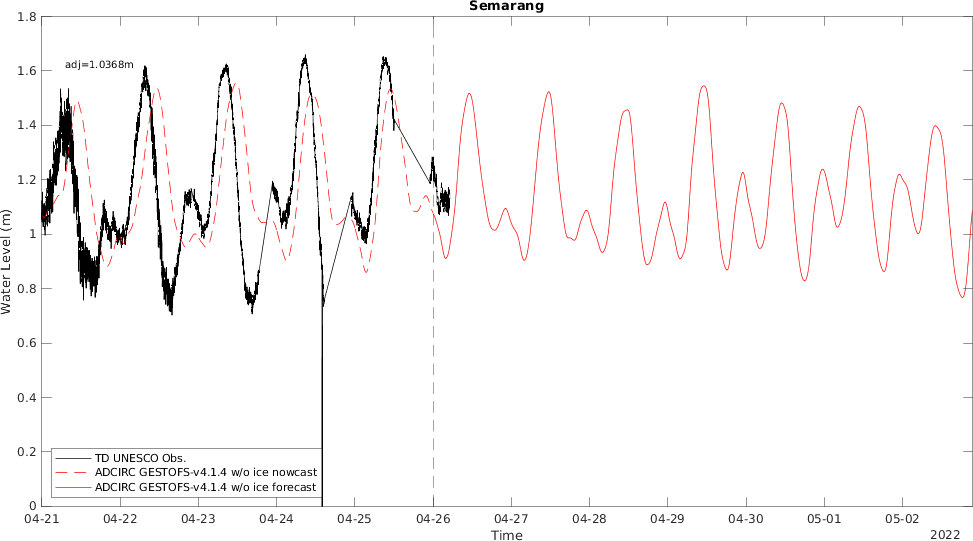 Semarang
1.8
1.6
1.4
1.2
1
0.8
0.6
0.4
0.2
0
Water Level (m)
adj=1.0368m
TD UNESCO Obs.
ADCIRC GESTOFS-v4.1.4 w/o ice nowcast
ADCIRC GESTOFS-v4.1.4 w/o ice forecast
04-21 04-22 04-23 04-24 04-25 04-26 04-27 04-28 04-29 04-30 05-01 05-02
Time
2022